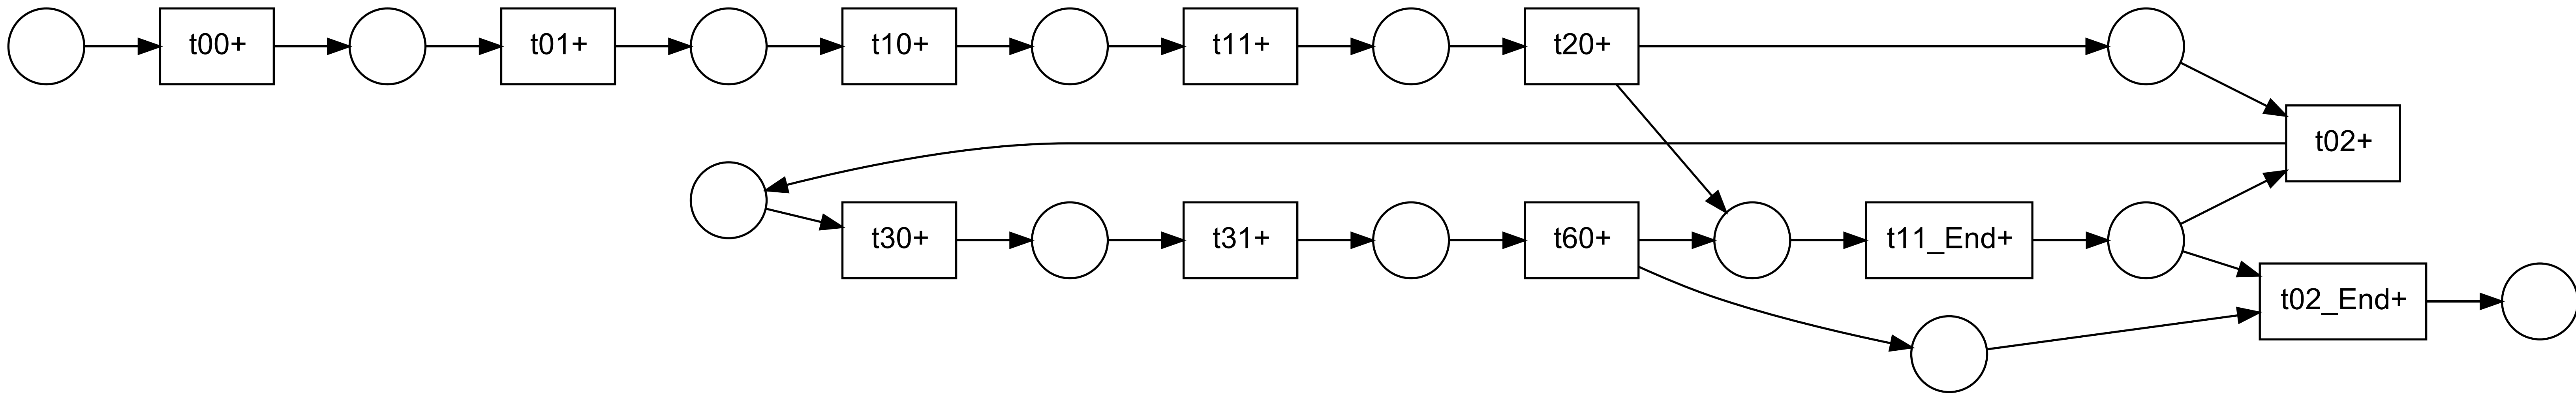 t00+
t01+
t10+
t11+
t20+
t02+
t30+
t31+
t60+
t11_End+
t02_End+